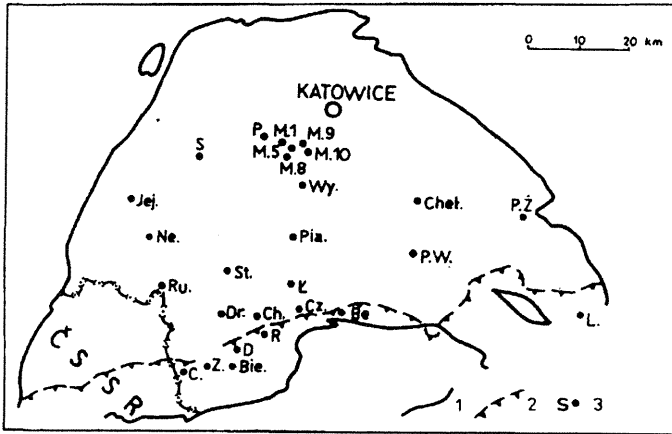 0 10 20 km
KATOWICE
P. M.1 M.9
S M.5 M.10
M.8
Wy.
Jej. Cheł. P.Ż
Ne. Pia.
P.W.
St.
Ru. Ł
Dr. Ch. Cz. Be L.
R
D
C. Z. Bie.
ČSSR
1 2 S 3